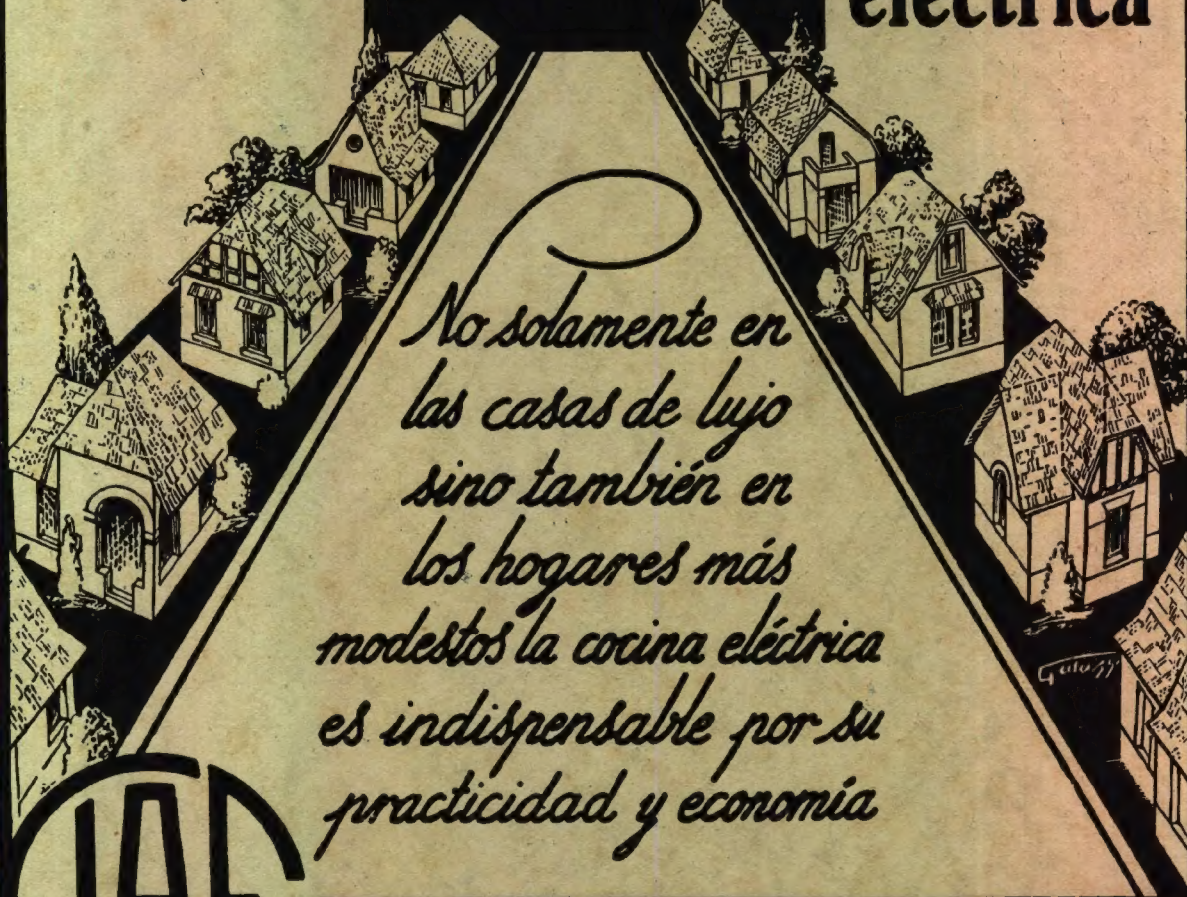 eléctrica
No solamente en
las casas de lujo
sino también en
los hogares más
modestos la cocina eléctrica
es indispensable por su
practicidad y economía